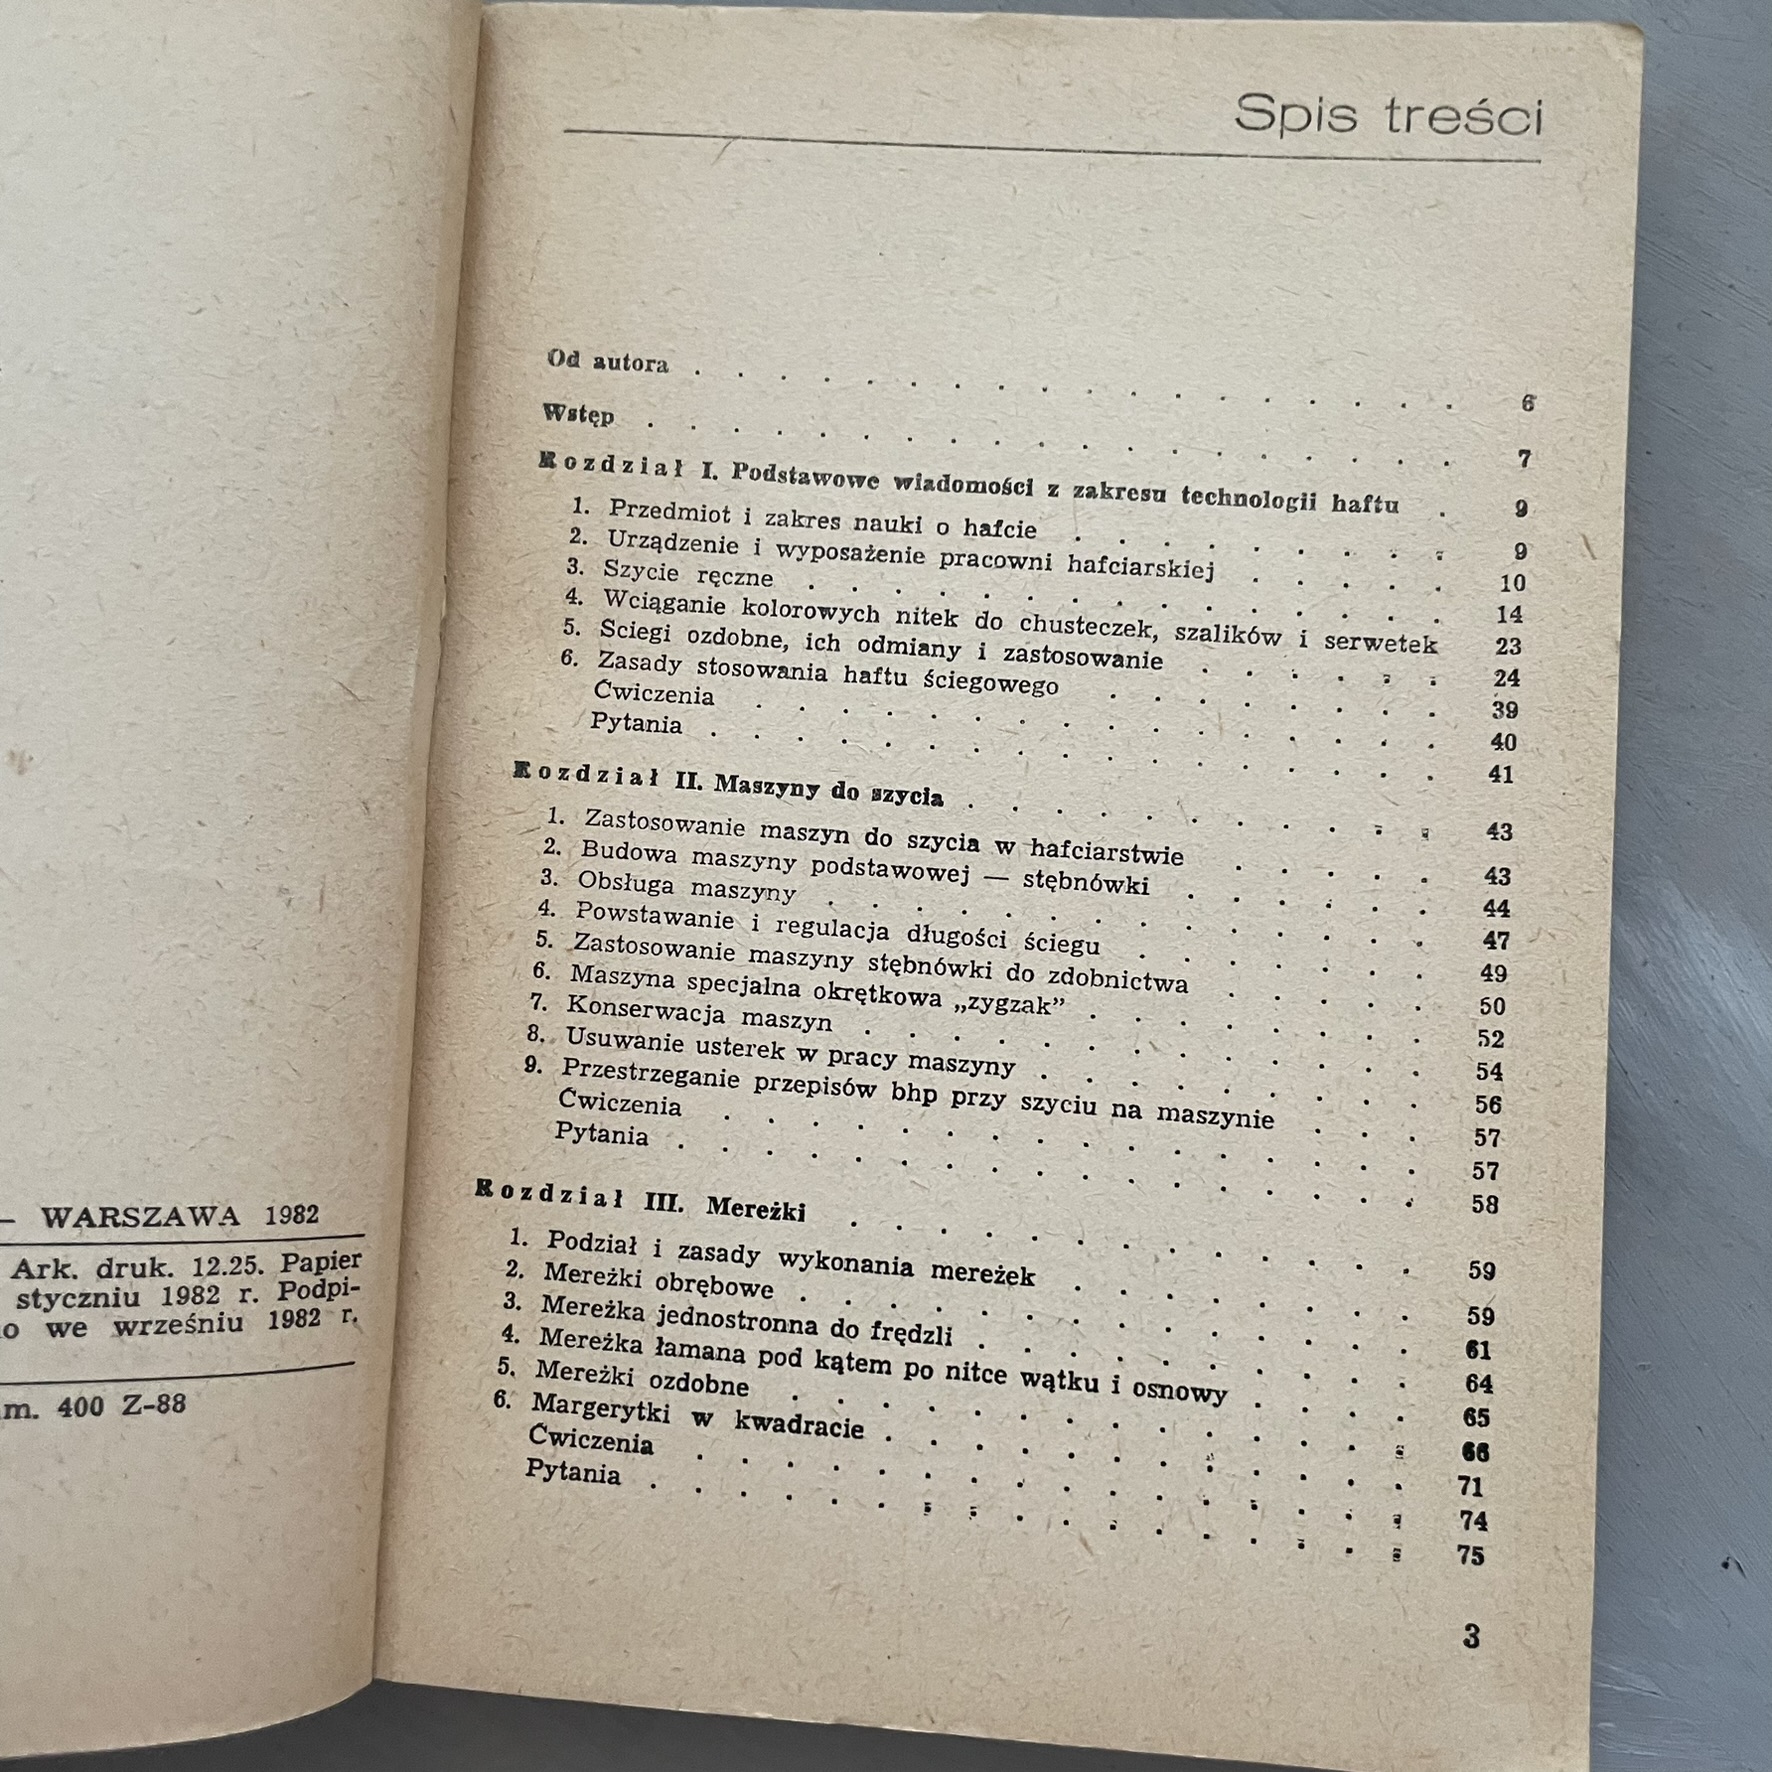 — WARSZAWA 1982
Ark. druk. 12.25. Papier
styczniu 1982 r. Podpi-
o we wrześniu 1982 r.
m. 400 Z-88
Spis treści
Od autora . . . . . . . . . . . . . . . . . . 6
Wstęp . . . . . . . . . . . . . . . . . . . 7
Rozdział I. Podstawowe wiadomości z zakresu technologii haftu . 9
1. Przedmiot i zakres nauki o hafcie . . . . . . . . . 9
2. Urządzenie i wyposażenie pracowni hafciarskiej . . . . . 10
3. Szycie ręczne . . . . . . . . . . . . . . . 14
4. Wciąganie kolorowych nitek do chusteczek, szalików i serwetek 23
5. Sciegi ozdobne, ich odmiany i zastosowanie . . . . . . 24
6. Zasady stosowania haftu ściegowego . . . . . . . . 39
Ćwiczenia . . . . . . . . . . . . . . . . 40
Pytania . . . . . . . . . . . . . . . . . 41
Rozdział II. Maszyny do szycia . . . . . . . . . . . 43
1. Zastosowanie maszyn do szycia w hafciarstwie . . . . . 43
2. Budowa maszyny podstawowej — stębnówki . . . . . . 44
3. Obsługa maszyny . . . . . . . . . . . . . . 47
4. Powstawanie i regulacja długości ściegu . . . . . . . 49
5. Zastosowanie maszyny stębnówki do zdobnictwa . . . . . 50
6. Maszyna specjalna okrętkowa „zygzak” . . . . . . . . 52
7. Konserwacja maszyn . . . . . . . . . . . . . 54
8. Usuwanie usterek w pracy maszyny . . . . . . . . . 56
9. Przestrzeganie przepisów bhp przy szyciu na maszynie . . . 57
Ćwiczenia . . . . . . . . . . . . . . . . 57
Pytania . . . . . . . . . . . . . . . . . 58
Rozdział III. Mereżki . . . . . . . . . . . . . 59
1. Podział i zasady wykonania mereżek . . . . . . . . 59
2. Mereżki obrębowe . . . . . . . . . . . . . . 61
3. Mereżka jednostronna do frędzli . . . . . . . . . . 64
4. Mereżka łamana pod kątem po nitce wątku i osnowy . . . . 65
5. Mereżki ozdobne . . . . . . . . . . . . . . 66
6. Margerytki w kwadracie . . . . . . . . . . . . 71
Ćwiczenia . . . . . . . . . . . . . . . . 74
Pytania . . . . . . . . . . . . . . . . . 75
3